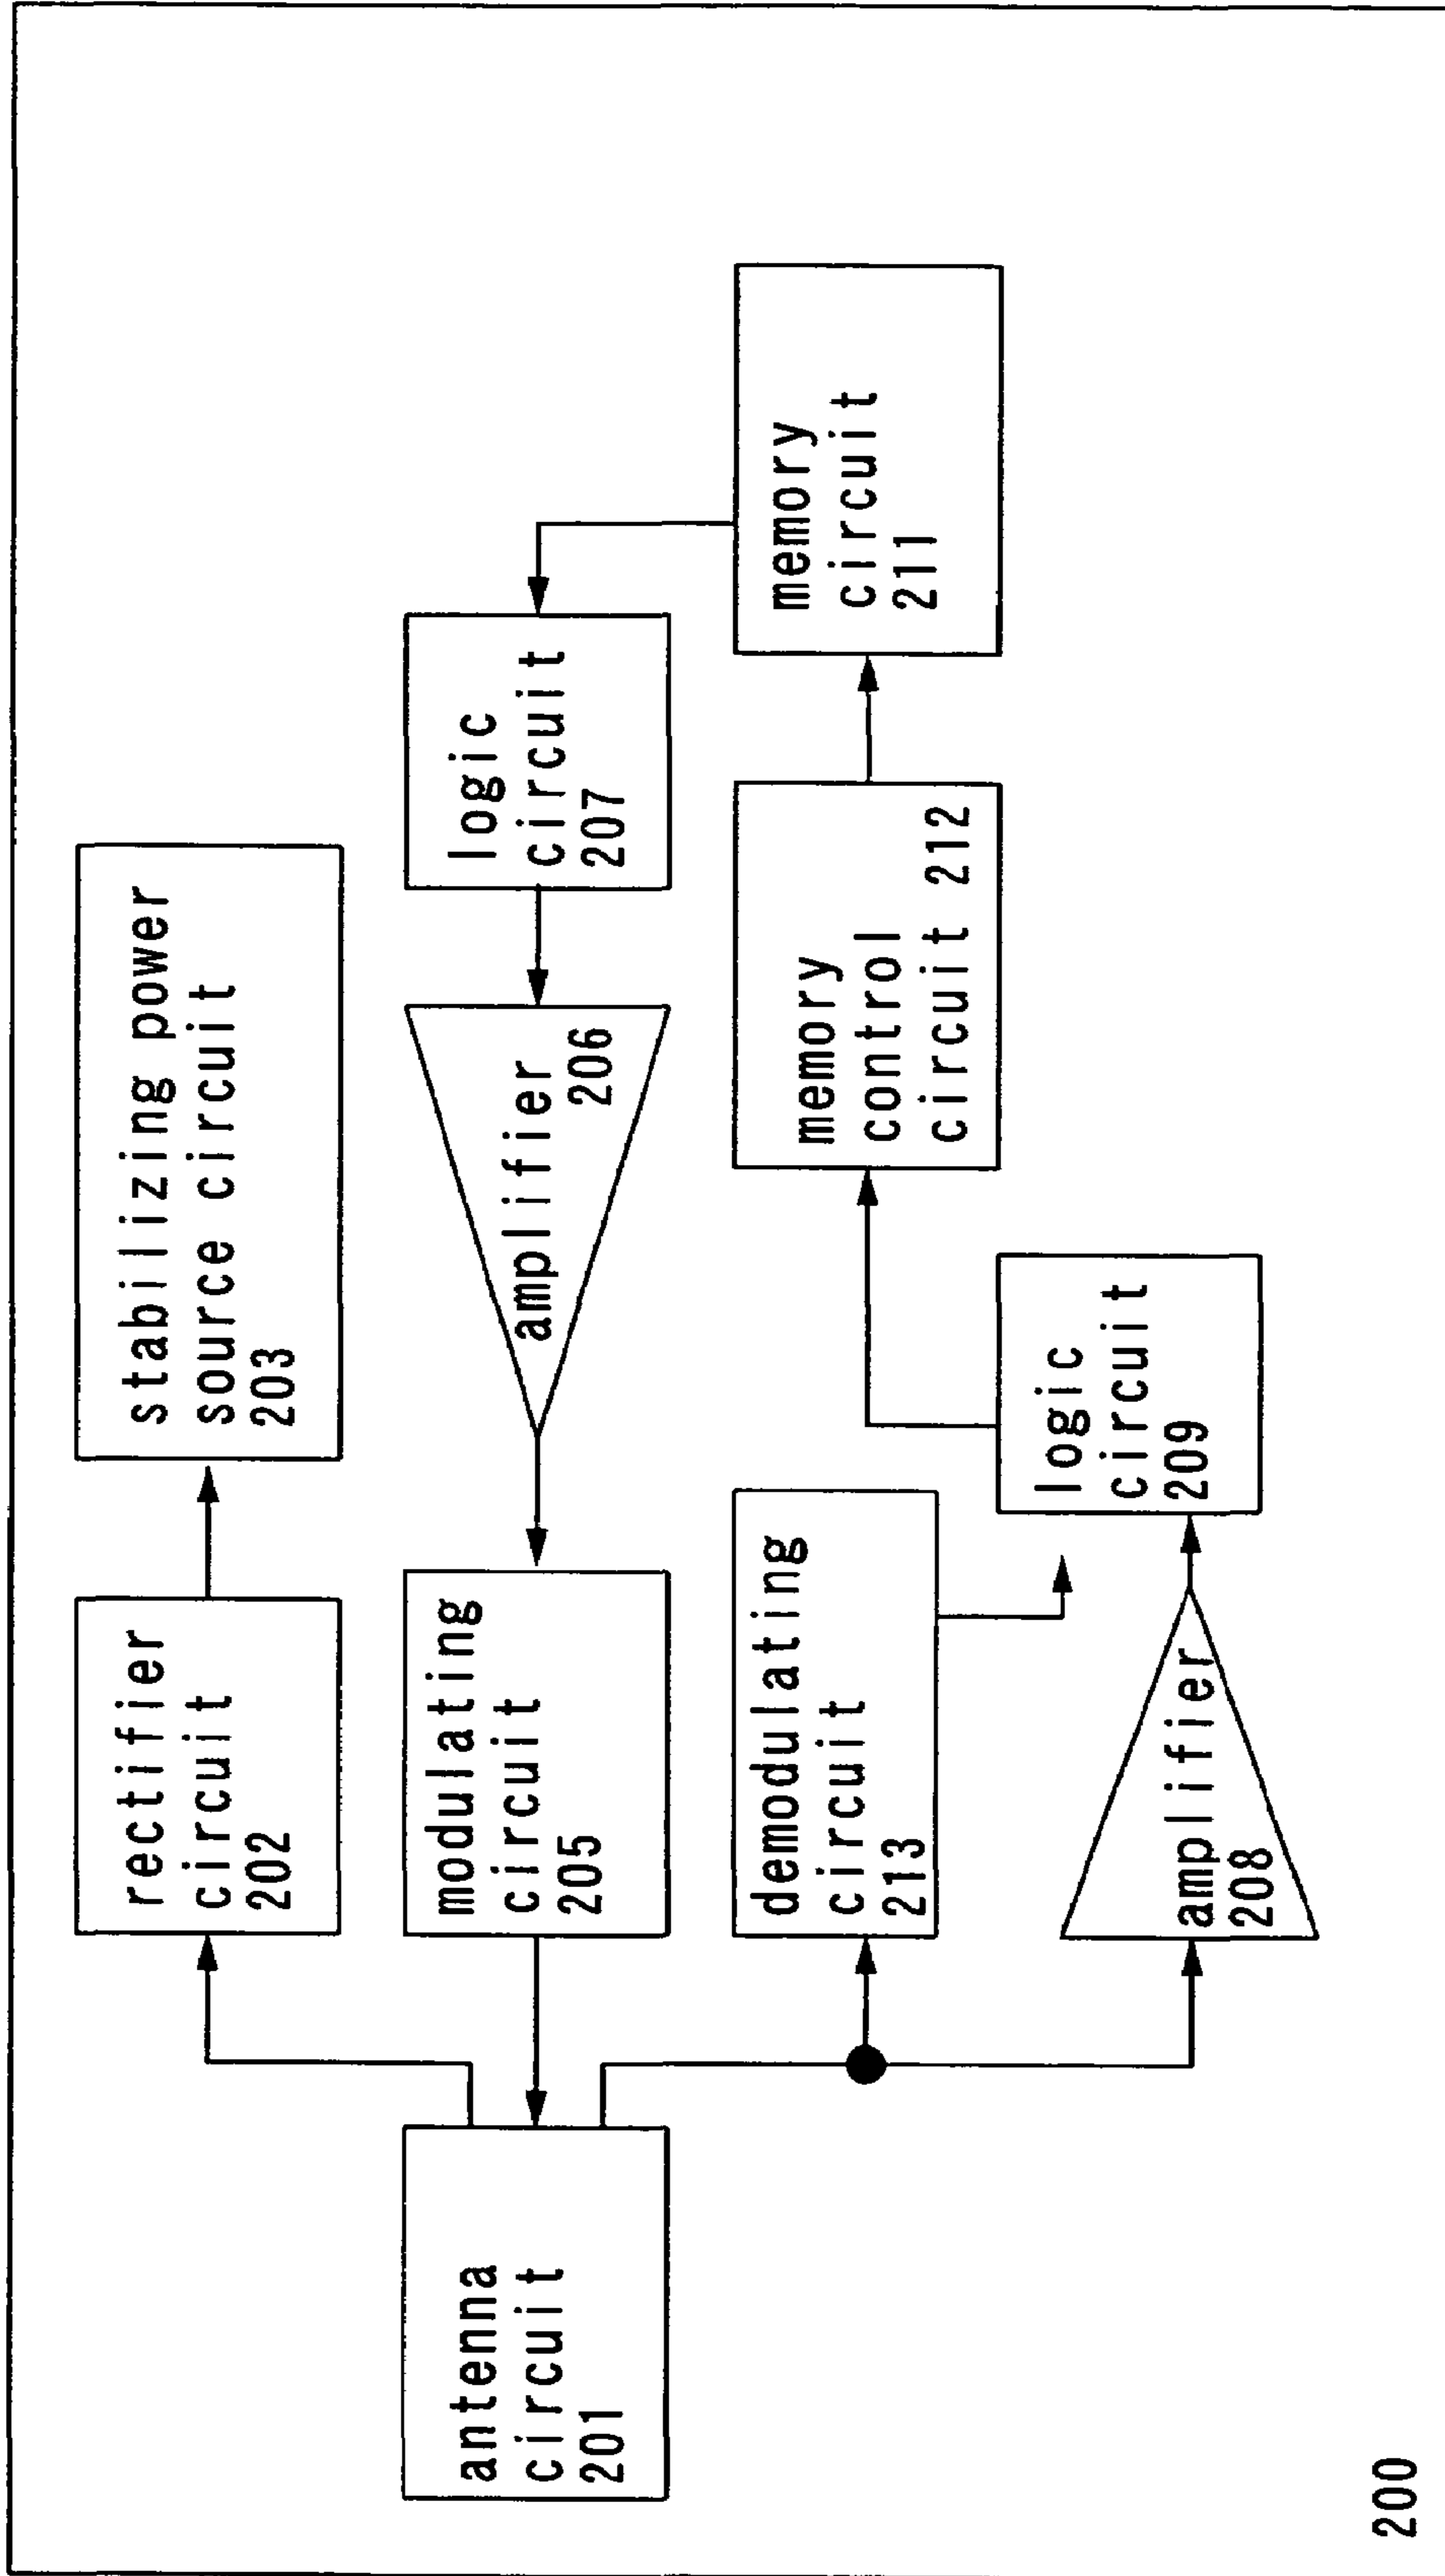 rectifier
circuit
202
stabilizing power
source circuit
203
antenna
circuit
201
modulating
circuit
205
amplifier
206
logic
circuit
207
demodulating
circuit
213
memory
control
circuit 212
memory
circuit
211
amplifier
208
logic
circuit
209
200